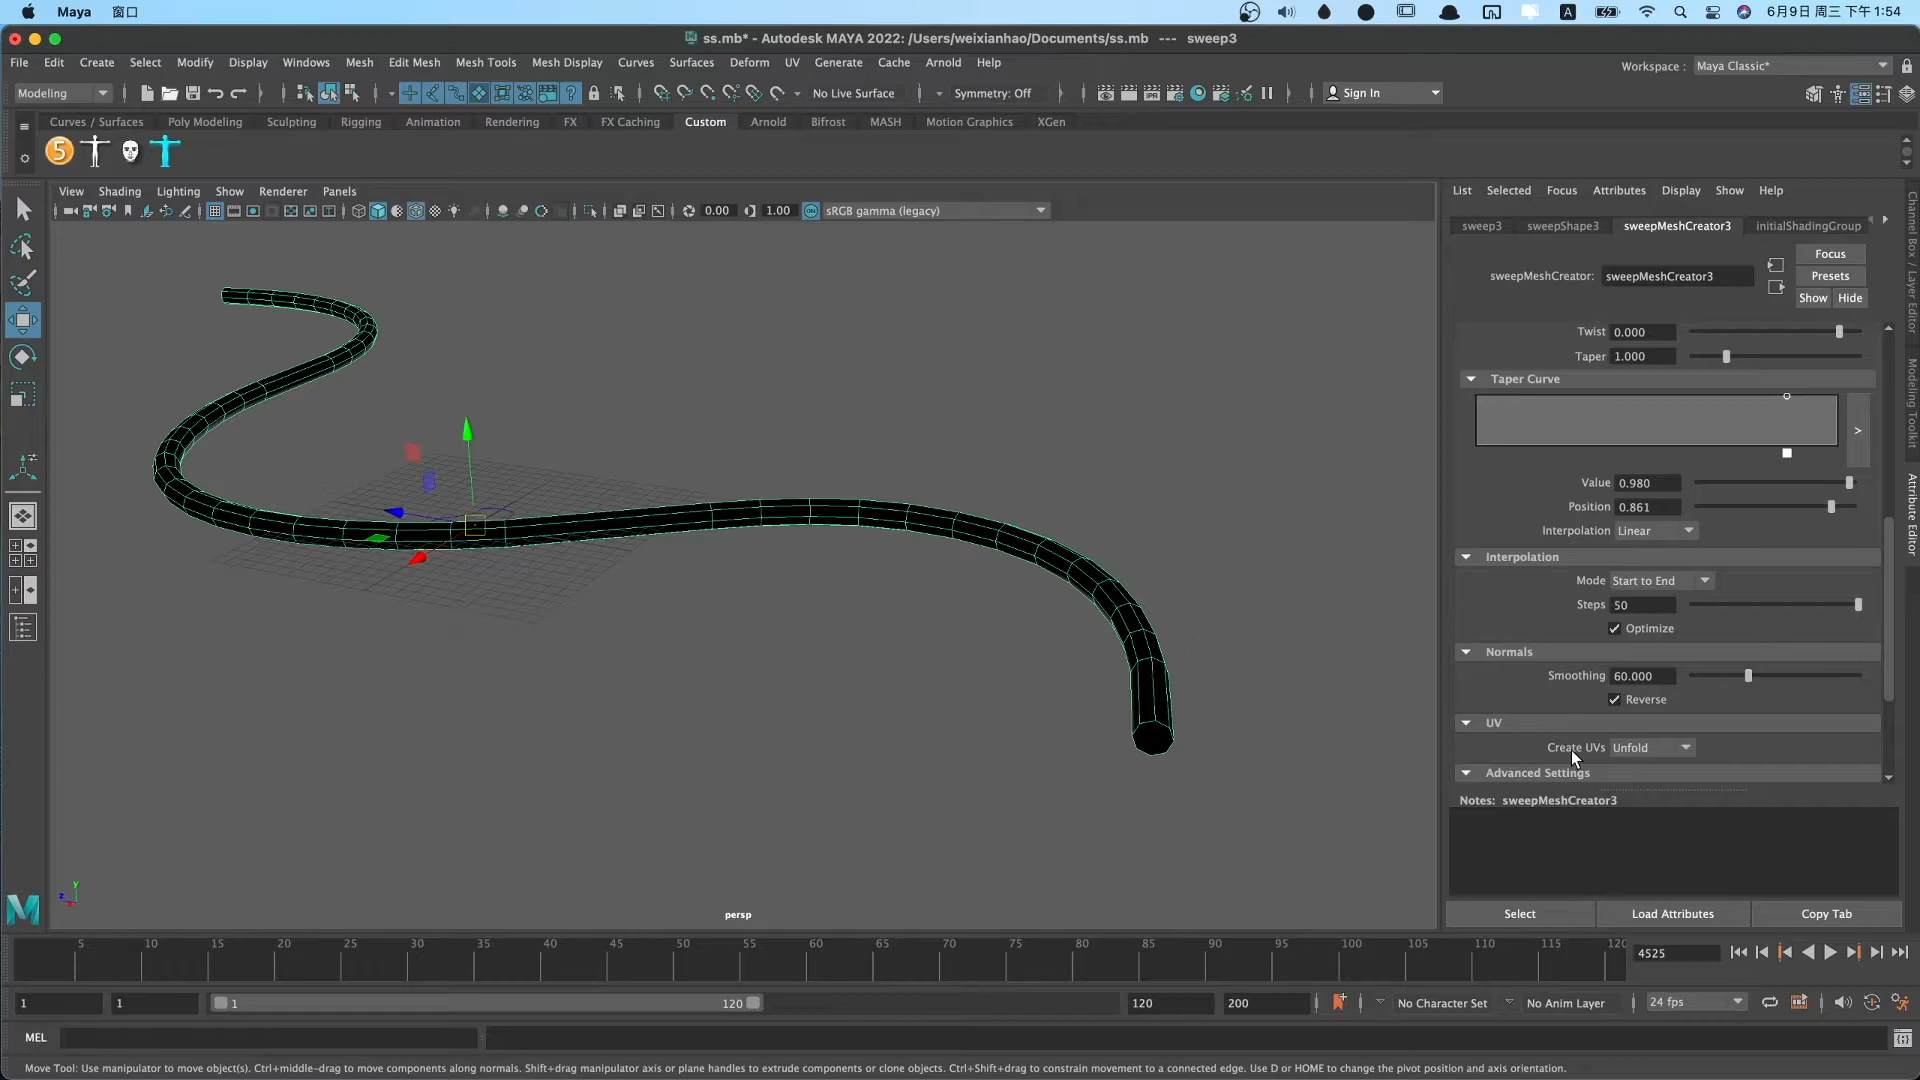 Maya 窗口 A 6月9日 周三 下午 1:54
ss.mb* - Autodesk MAYA 2022: /Users/weixianhao/Documents/ss.mb --- sweep3
File Edit Create Select Modify Display Windows Mesh Edit Mesh Mesh Tools Mesh Display Curves Surfaces Deform UV Generate Cache Arnold Help Workspace : Maya Classic*
Modeling No Live Surface Symmetry: Off Sign In
Curves / Surfaces Poly Modeling Sculpting Rigging Animation Rendering FX FX Caching Custom Arnold Bifrost MASH Motion Graphics XGen
5
View Shading Lighting Show Renderer Panels
0.00 1.00 ON sRGB gamma (legacy)
List Selected Focus Attributes Display Show Help
sweep3 sweepShape3 sweepMeshCreator3 initialShadingGroup
Focus
sweepMeshCreator: sweepMeshCreator3 Presets
Show Hide
Twist 0.000
Taper 1.000
Taper Curve
>
Value 0.980
Position 0.861
Interpolation Linear
Interpolation
Mode Start to End
Steps 50
Optimize
Normals
Smoothing 60.000
Reverse
UV
Create UVs Unfold
Advanced Settings
Notes: sweepMeshCreator3
Select Load Attributes Copy Tab
Channel Box / Layer Editor
Modeling Toolkit
Attribute Editor
y
z
persp
5 10 15 20 25 30 35 40 45 50 55 60 65 70 75 80 85 90 95 100 105 110 115 120 4525
1 1 1 120 120 200 No Character Set No Anim Layer 24 fps
MEL
Move Tool: Use manipulator to move object(s). Ctrl+middle-drag to move components along normals. Shift+drag manipulator axis or plane handles to extrude components or clone objects. Ctrl+Shift+drag to constrain movement to a connected edge. Use D or HOME to change the pivot position and axis orientation.